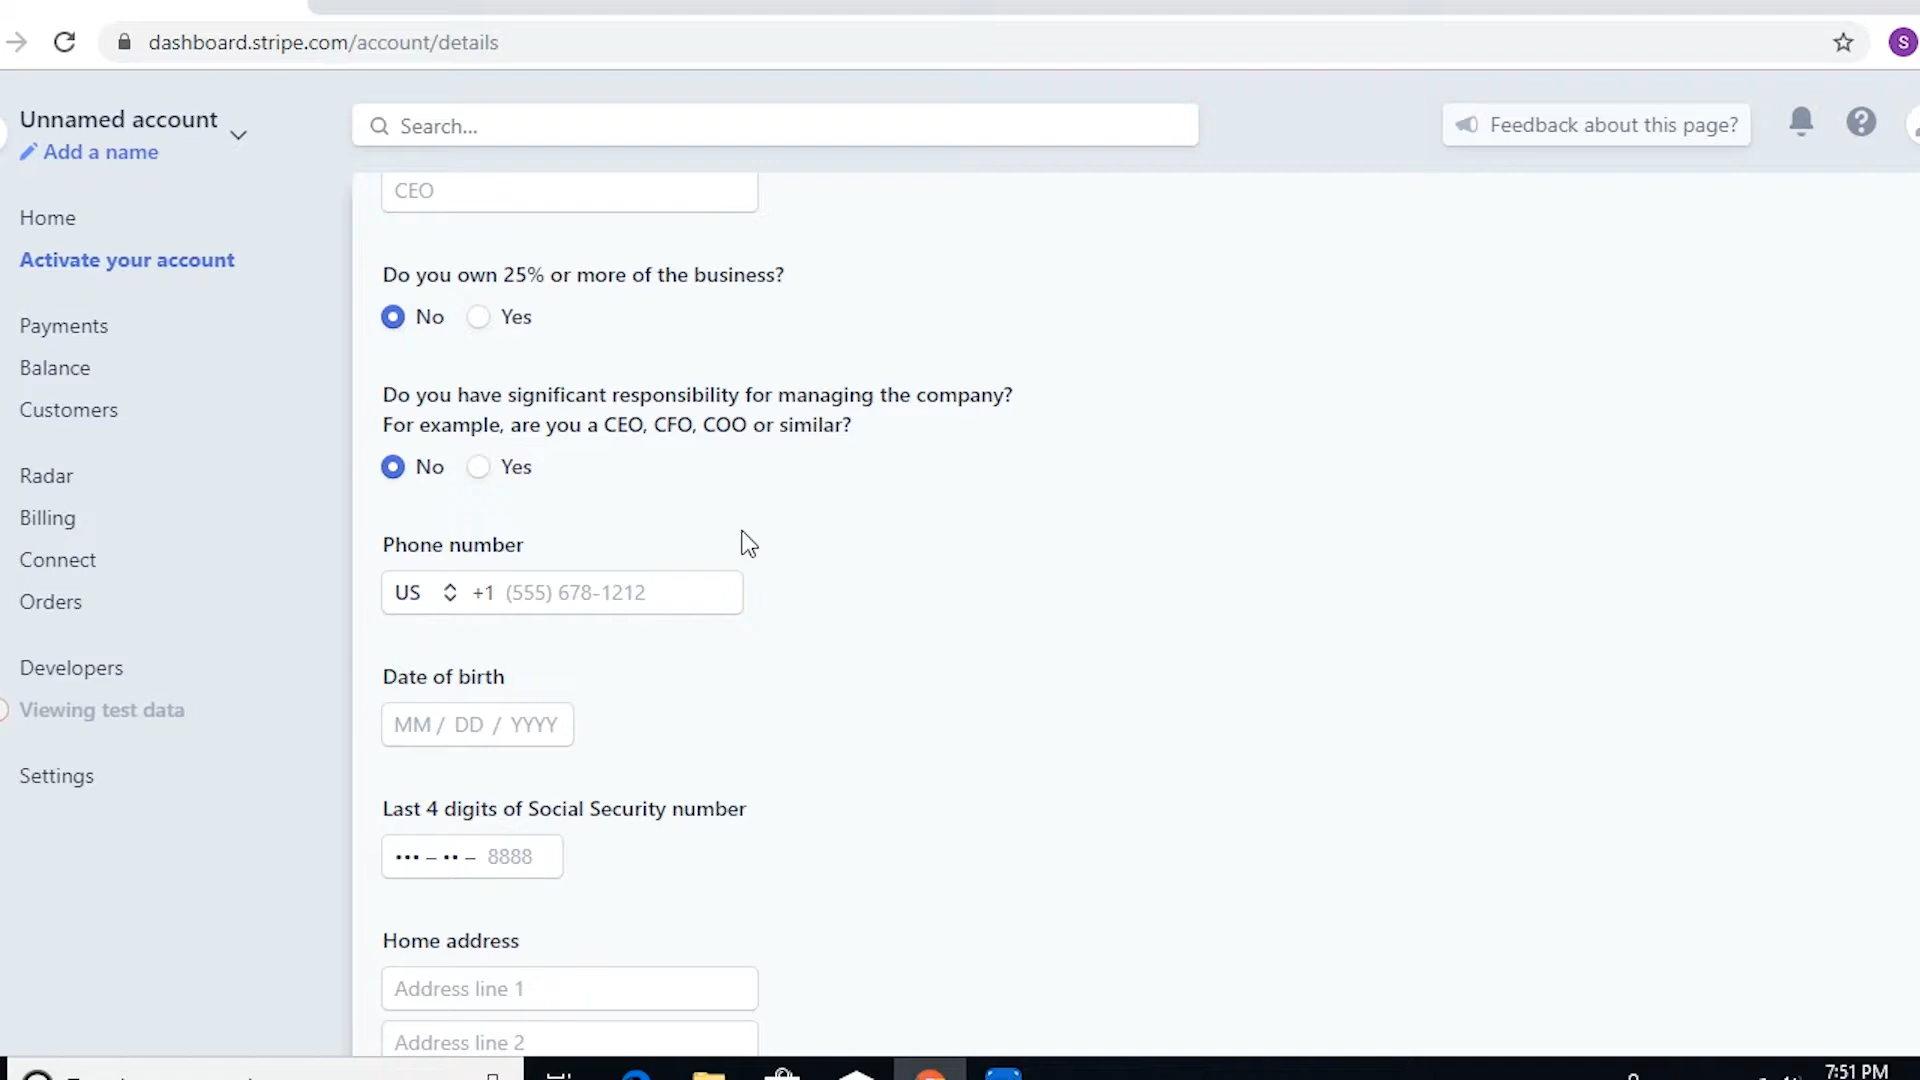 dashboard.stripe.com/account/details
S
Unnamed account
Add a name
Search...
Feedback about this page?
Home
Activate your account
Payments
Balance
Customers
Radar
Billing
Connect
Orders
Developers
Viewing test data
Settings
CEO
Do you own 25% or more of the business?
No Yes
Do you have significant responsibility for managing the company?
For example, are you a CEO, CFO, COO or similar?
No Yes
Phone number
US +1 (555) 678-1212
Date of birth
MM / DD / YYYY
Last 4 digits of Social Security number
••• – •• – 8888
Home address
Address line 1
Address line 2
7:51 PM